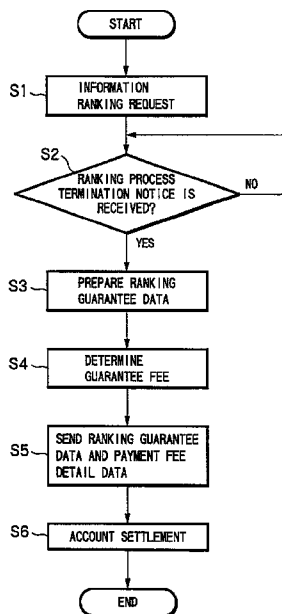 START
S1
INFORMATION
RANKING REQUEST
S2
RANKING PROCESS
TERMINATION NOTICE IS
RECEIVED?
NO
YES
S3
PREPARE RANKING
GUARANTEE DATA
S4
DETERMINE
GUARANTEE FEE
S5
SEND RANKING GUARANTEE
DATA AND PAYMENT FEE
DETAIL DATA
S6
ACCOUNT SETTLEMENT
END